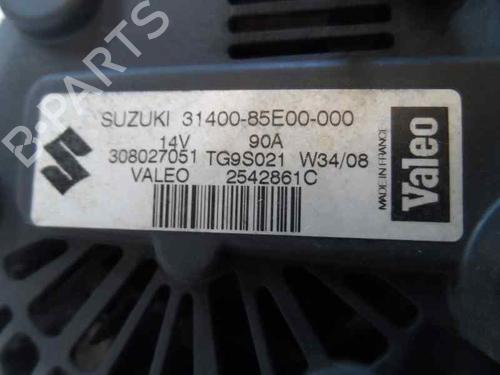 SUZUKI 31400-85E00-000
14V 90A
308027051 TG9S021 W34/08
VALEO 2542861C
MADE IN FRANCE
Valeo
B-PARTS